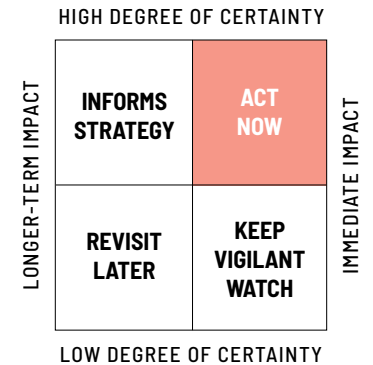 HIGH DEGREE OF CERTAINTY
LONGER-TERM IMPACT
INFORMS
STRATEGY
ACT
NOW
IMMEDIATE IMPACT
REVISIT
LATER
KEEP
VIGILANT
WATCH
LOW DEGREE OF CERTAINTY